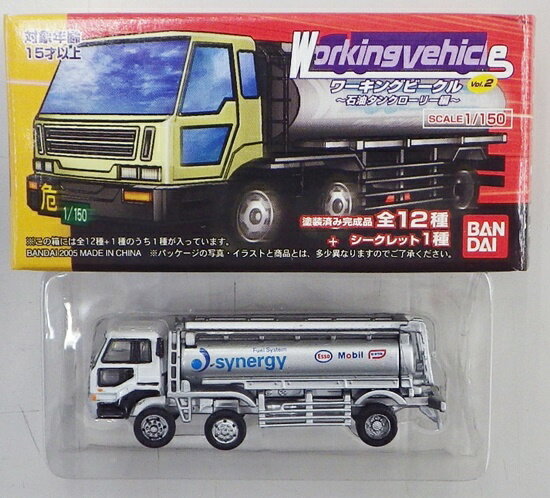 対象年齢
15才以上
Workingvehicle
ワーキングビークル Vol.2
～石油タンクローリー編～
SCALE 1/150
危
1/150
塗装済み完成品 全12種
+ シークレット1種
BAN
DAI
※この箱には全12種+1種のうち1種が入っています。
BANDAI 2005 MADE IN CHINA ※パッケージの写真・イラストと商品とは、多少異なりますのでご了承ください。
Fuel System
synergy
Esso Mobil